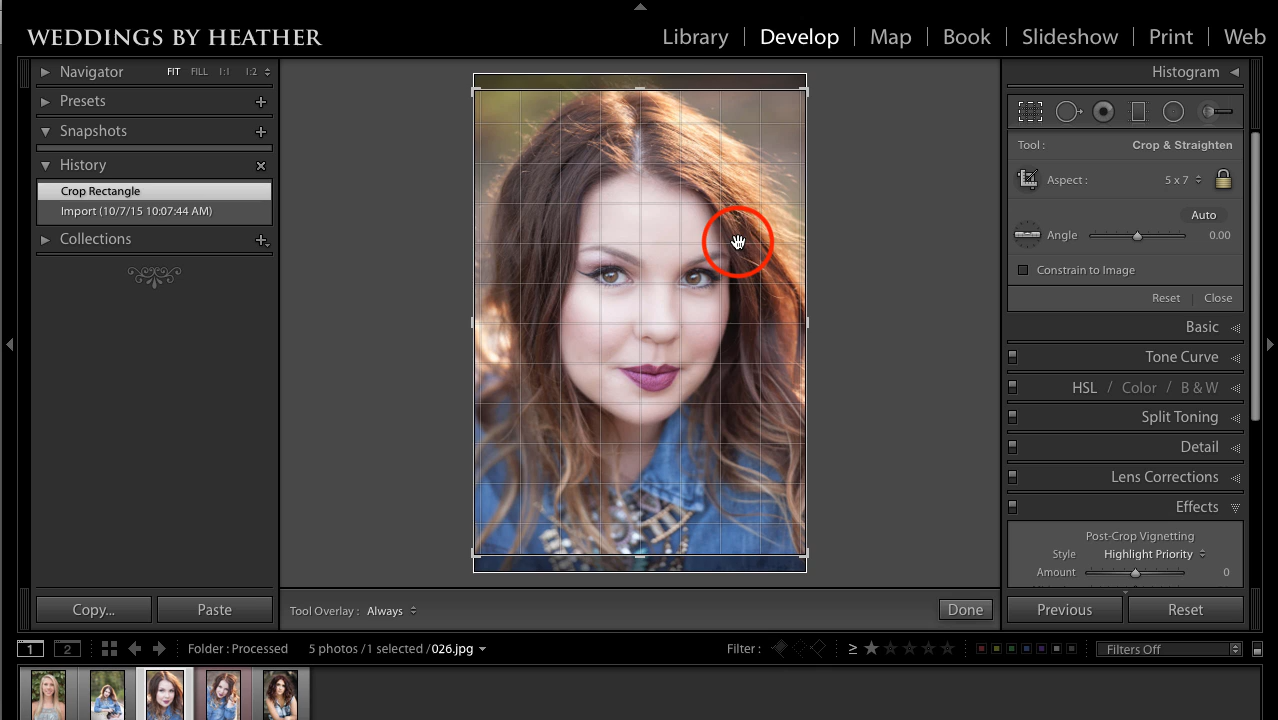 WEDDINGS BY HEATHER
Library | Develop | Map | Book | Slideshow | Print | Web
Navigator FIT FILL 1:1 1:2
Presets
Snapshots
History
Crop Rectangle
Import (10/7/15 10:07:44 AM)
Collections
Copy... Paste
Tool Overlay : Always
Done
Histogram
Tool : Crop & Straighten
Aspect : 5 x 7
Auto
Angle 0.00
Constrain to Image
Reset Close
Basic
Tone Curve
HSL / Color / B & W
Split Toning
Detail
Lens Corrections
Effects
Post-Crop Vignetting
Style Highlight Priority
Amount 0
Previous Reset
1 2 Folder : Processed 5 photos / 1 selected / 026.jpg Filter : ≥ Filters Off